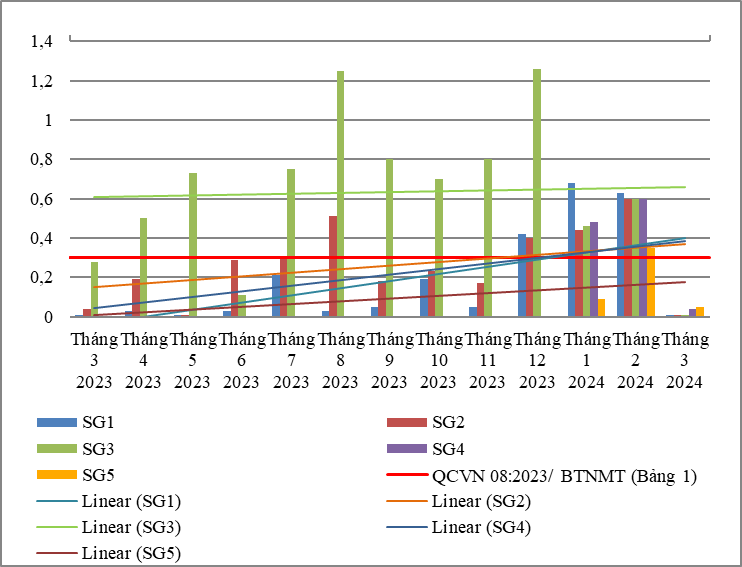 1,4
1,2
1
0,8
0,6
0,4
0,2
0
Tháng Tháng Tháng Tháng Tháng Tháng Tháng Tháng Tháng Tháng Tháng Tháng Tháng
3 4 5 6 7 8 9 10 11 12 1 2 3
2023 2023 2023 2023 2023 2023 2023 2023 2023 2023 2024 2024 2024
SG1 SG2
SG3 SG4
SG5 QCVN 08:2023/ BTNMT (Bảng 1)
Linear (SG1) Linear (SG2)
Linear (SG3) Linear (SG4)
Linear (SG5)